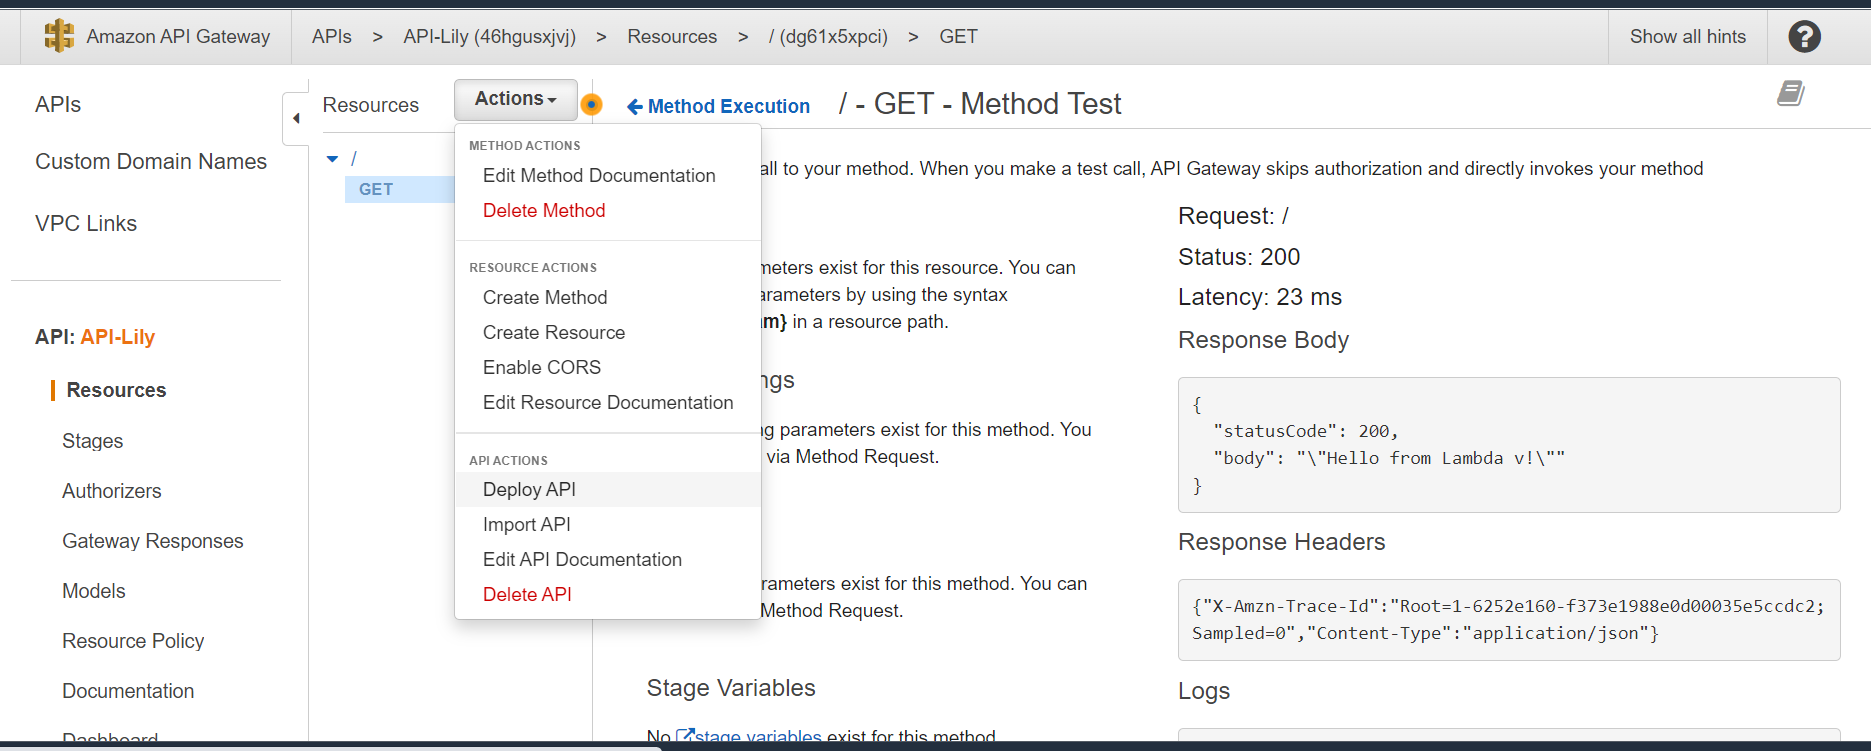 Amazon API Gateway
APIs > API-Lily (46hgusxjvj) > Resources > / (dg61x5xpci) > GET
Show all hints
?
APIs
Custom Domain Names
VPC Links
API: API-Lily
Resources
Stages
Authorizers
Gateway Responses
Models
Resource Policy
Documentation
Dashboard
Resources
Actions
/
GET
METHOD ACTIONS
Edit Method Documentation
Delete Method
RESOURCE ACTIONS
Create Method
Create Resource
Enable CORS
Edit Resource Documentation
API ACTIONS
Deploy API
Import API
Edit API Documentation
Delete API
Method Execution / - GET - Method Test
all to your method. When you make a test call, API Gateway skips authorization and directly invokes your method
meters exist for this resource. You can
arameters by using the syntax
m} in a resource path.
ngs
ng parameters exist for this method. You
via Method Request.
rameters exist for this method. You can
Method Request.
Stage Variables
No stage variables exist for this method.
Request: /
Status: 200
Latency: 23 ms
Response Body
{
"statusCode": 200,
"body": "\"Hello from Lambda v!\""
}
Response Headers
{"X-Amzn-Trace-Id":"Root=1-6252e160-f373e1988e0d00035e5ccdc2;
Sampled=0","Content-Type":"application/json"}
Logs